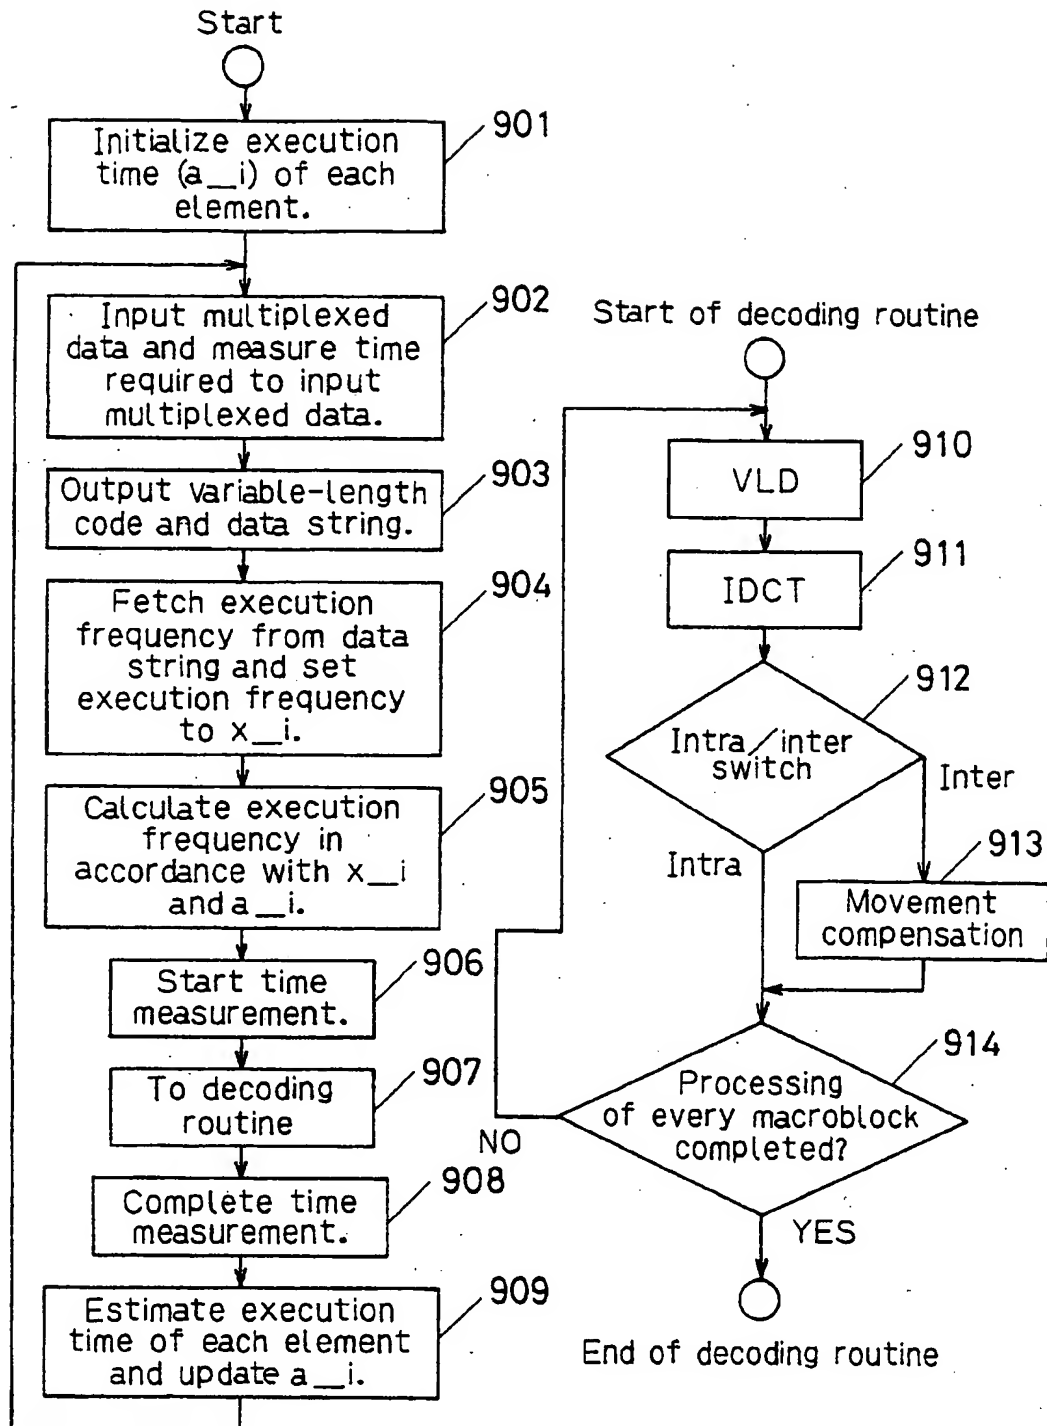 Start
901
Initialize execution
time (a__i) of each
element.
902
Input multiplexed
data and measure time
required to input
multiplexed data.
903
Output variable-length
code and data string.
904
Fetch execution
frequency from data
string and set
execution frequency
to x__i.
905
Calculate execution
frequency in
accordance with x__i
and a__i.
906
Start time
measurement.
907
To decoding
routine
908
Complete time
measurement.
909
Estimate execution
time of each element
and update a__i.
Start of decoding routine
910
VLD
911
IDCT
912
Intra/inter
switch
Inter
Intra
913
Movement
compensation
914
Processing
of every macroblock
completed?
NO
YES
End of decoding routine